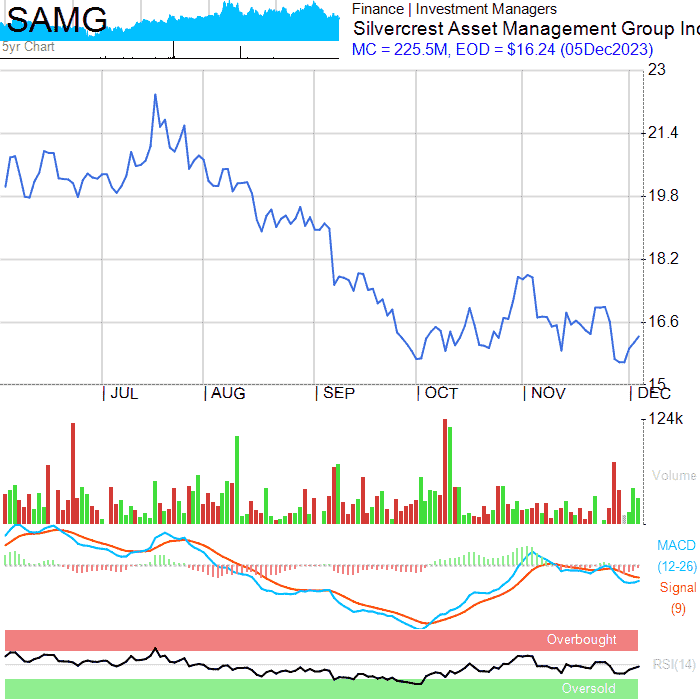 SAMG
5yr Chart
Finance | Investment Managers
Silvercrest Asset Management Group Inc
MC = 225.5M, EOD = $16.24 (05Dec2023)
23
21.4
19.8
18.2
16.6
15
JUL AUG SEP OCT NOV DEC
124k
Volume
MACD
(12-26)
Signal
(9)
Overbought
RSI(14)
Oversold